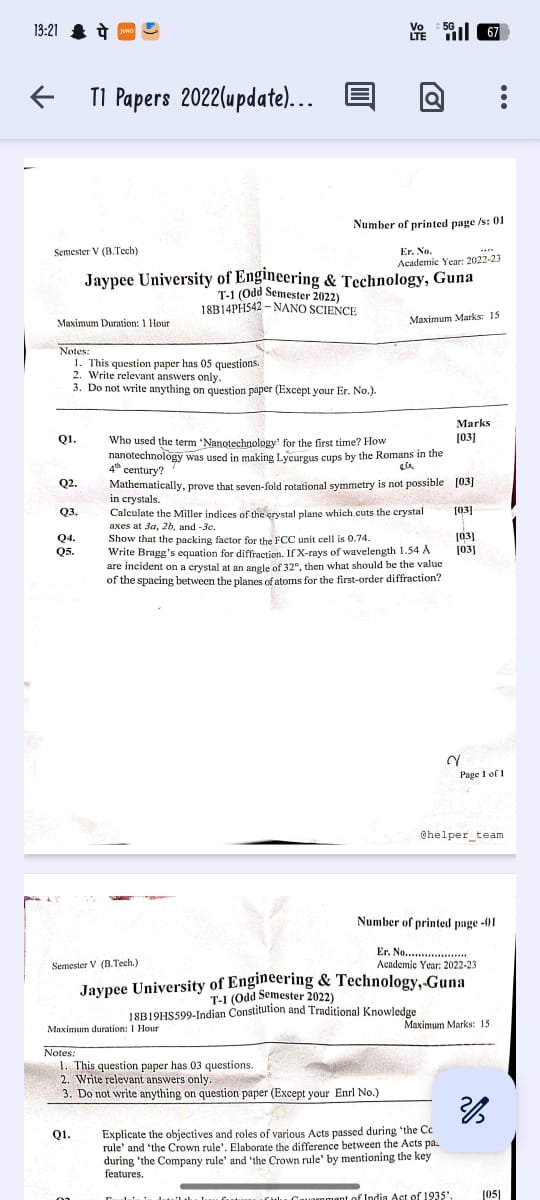 13:21 पे JUNO Vo LTE 5G 67
T1 Papers 2022(update)...
Number of printed page /s: 01
Semester V (B.Tech)
Er. No. ....
Academic Year: 2022-23
Jaypee University of Engineering & Technology, Guna
T-1 (Odd Semester 2022)
18B14PH542 – NANO SCIENCE
Maximum Duration: 1 Hour
Maximum Marks: 15
Notes:
1. This question paper has 05 questions.
2. Write relevant answers only.
3. Do not write anything on question paper (Except your Er. No.).
Marks
Q1. Who used the term ‘Nanotechnology’ for the first time? How [03]
nanotechnology was used in making Lycurgus cups by the Romans in the
4th century?
Q2. Mathematically, prove that seven-fold rotational symmetry is not possible [03]
in crystals.
Q3. Calculate the Miller indices of the crystal plane which cuts the crystal [03]
axes at 3a, 2b, and -3c.
Q4. Show that the packing factor for the FCC unit cell is 0.74. [03]
Q5. Write Bragg’s equation for diffraction. If X-rays of wavelength 1.54 Å [03]
are incident on a crystal at an angle of 32°, then what should be the value
of the spacing between the planes of atoms for the first-order diffraction?
Page 1 of 1
@helper_team
Number of printed page -01
Semester V (B.Tech.)
Er. No...................
Academic Year: 2022-23
Jaypee University of Engineering & Technology, Guna
T-1 (Odd Semester 2022)
18B19HS599-Indian Constitution and Traditional Knowledge
Maximum duration: 1 Hour
Maximum Marks: 15
Notes:
1. This question paper has 03 questions.
2. Write relevant answers only.
3. Do not write anything on question paper (Except your Enrl No.)
Q1. Explicate the objectives and roles of various Acts passed during ‘the
rule’ and ‘the Crown rule’. Elaborate the difference between the Acts
during ‘the Company rule’ and ‘the Crown rule’ by mentioning the key
features.
of India Act of 1935’. [05]